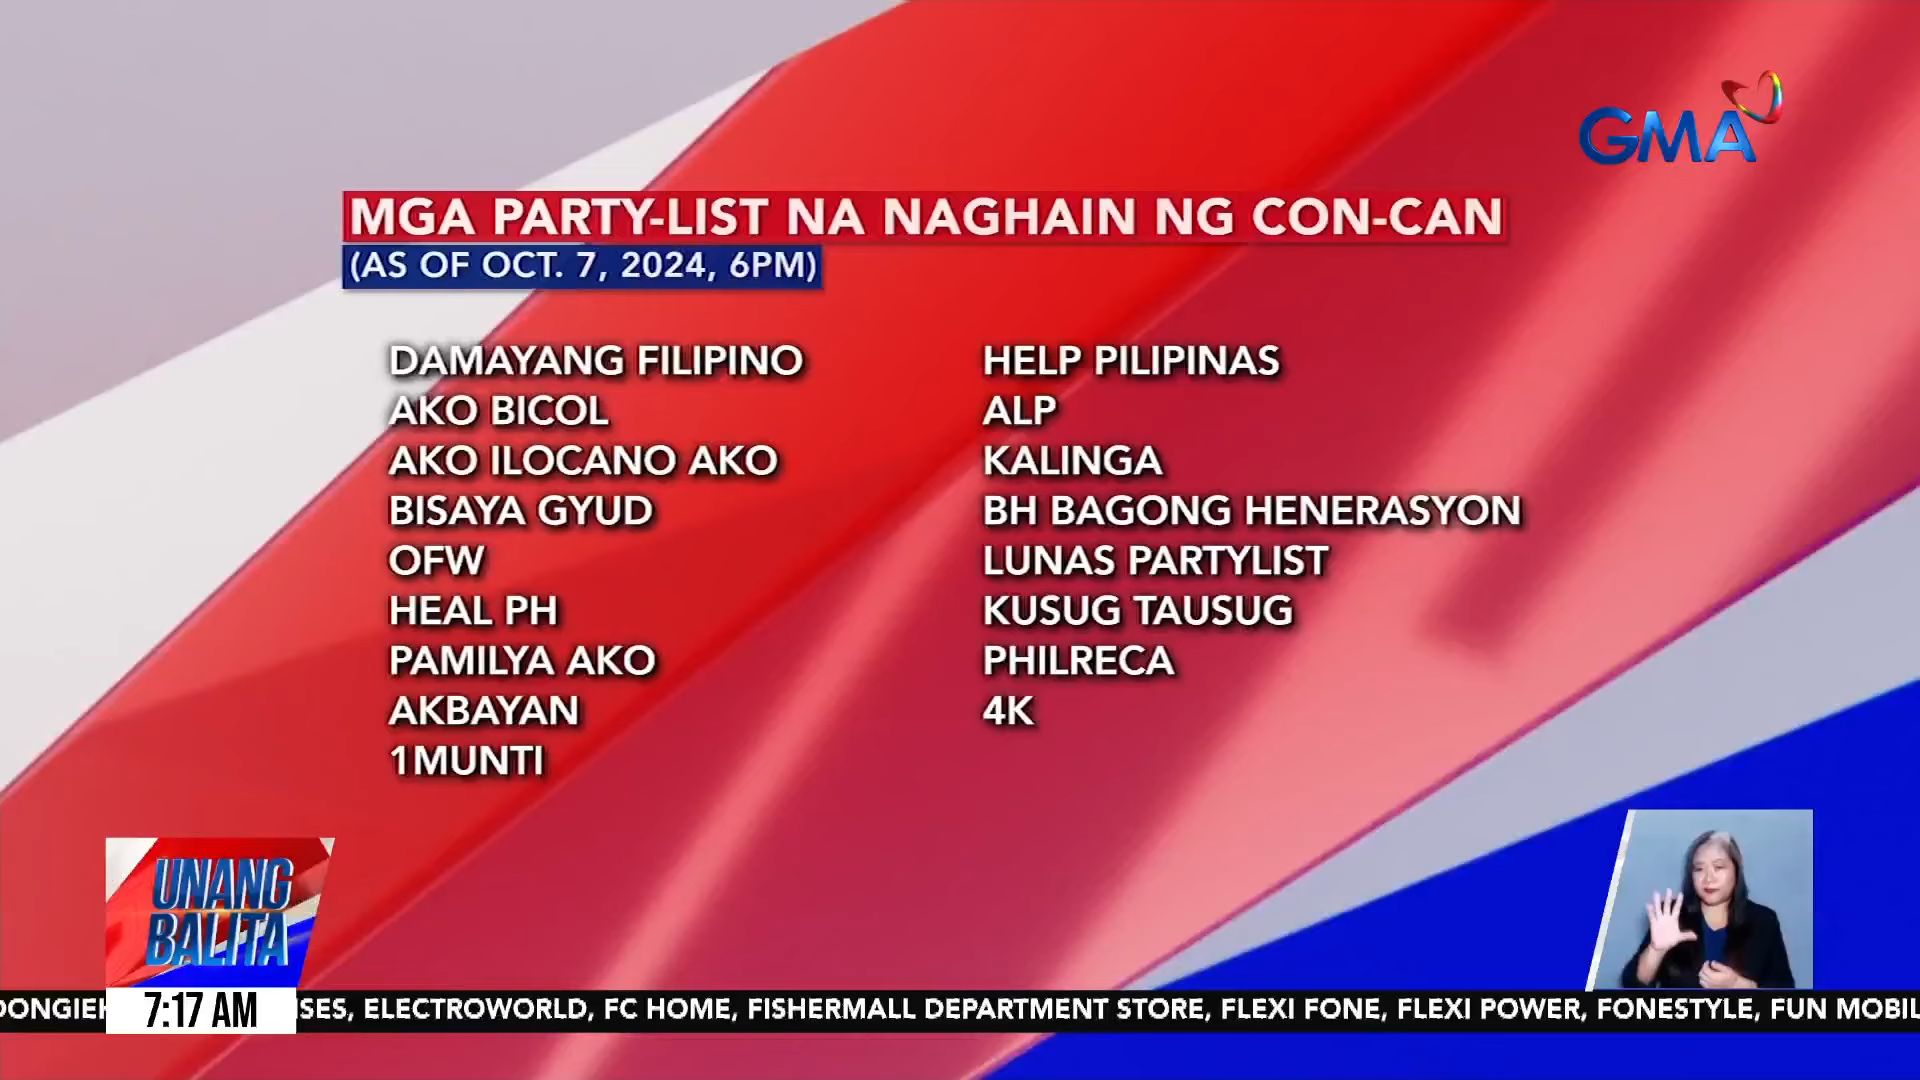 GMA
MGA PARTY-LIST NA NAGHAIN NG CON-CAN
(AS OF OCT. 7, 2024, 6PM)
DAMAYANG FILIPINO
AKO BICOL
AKO ILOCANO AKO
BISAYA GYUD
OFW
HEAL PH
PAMILYA AKO
AKBAYAN
1MUNTI
HELP PILIPINAS
ALP
KALINGA
BH BAGONG HENERASYON
LUNAS PARTYLIST
KUSUG TAUSUG
PHILRECA
4K
UNANG
BALITA
7:17 AM
ELECTROWORLD, FC HOME, FISHERMALL DEPARTMENT STORE, FLEXI FONE, FLEXI POWER, FONESTYLE, FUN